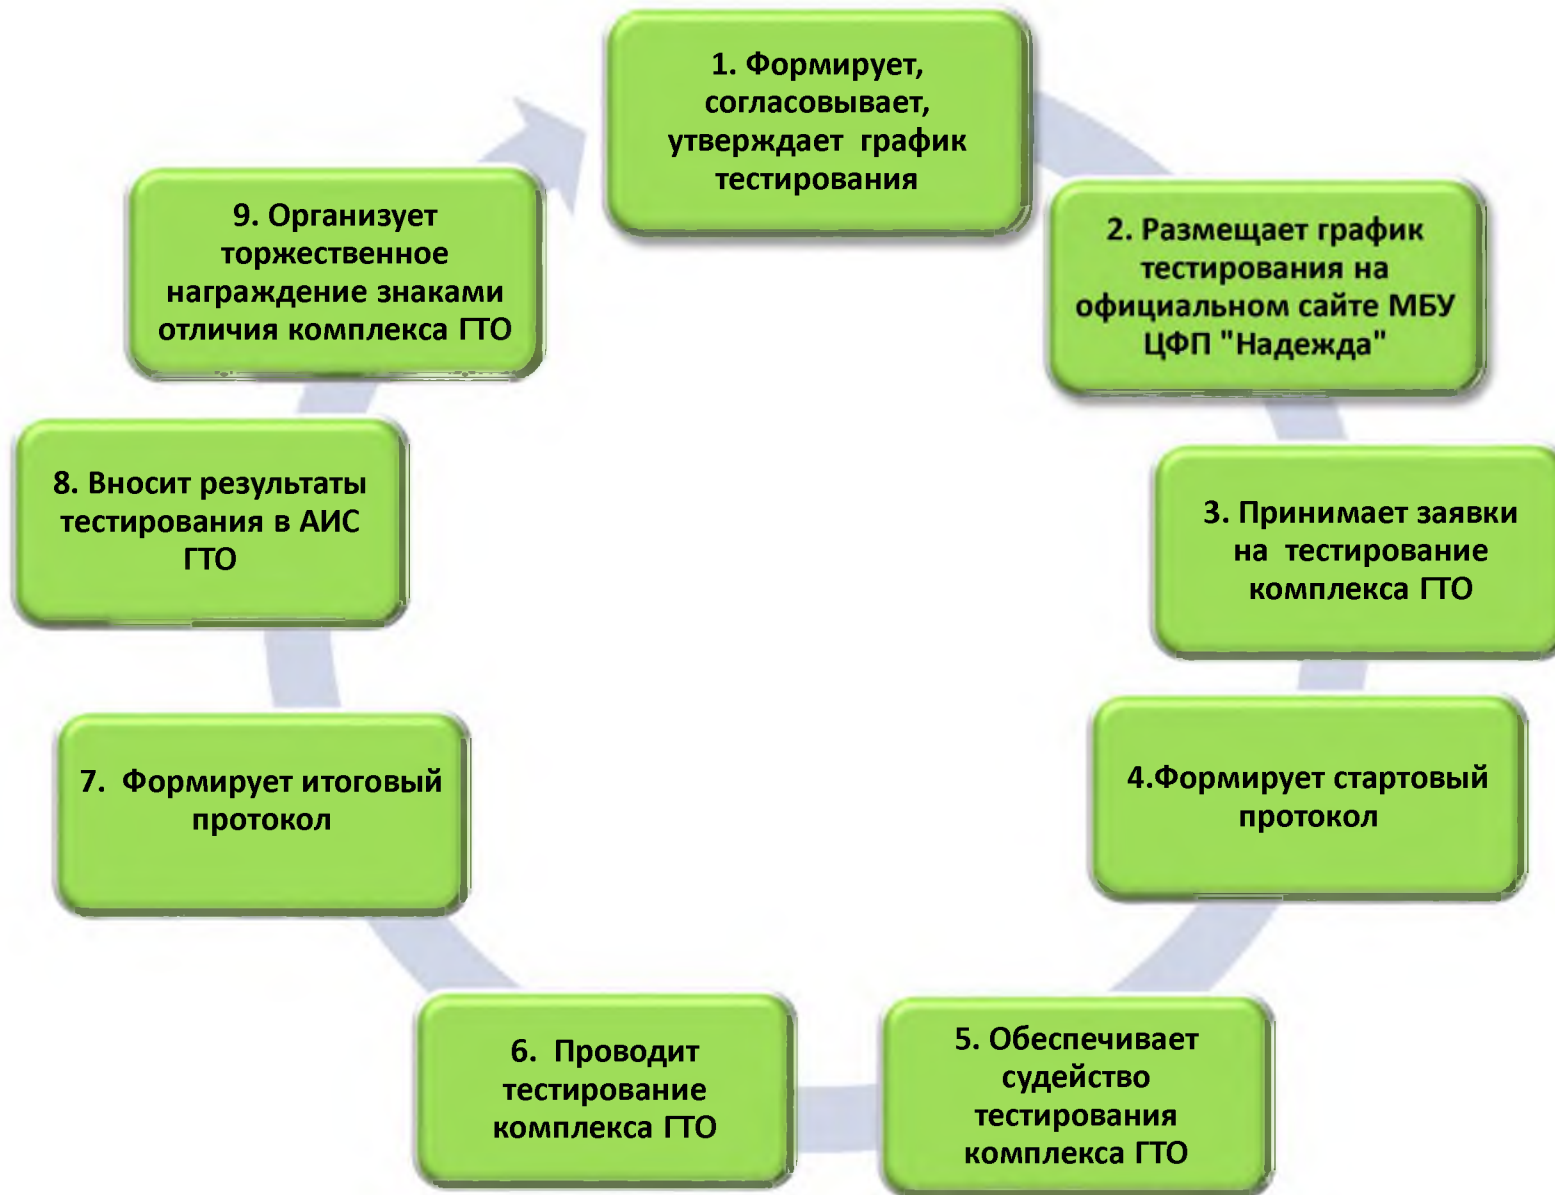 1. Формирует,
согласовывает,
утверждает график
тестирования
2. Размещает график
тестирования на
официальном сайте МБУ
ЦФП "Надежда"
3. Принимает заявки
на тестирование
комплекса ГТО
4.Формирует стартовый
протокол
5. Обеспечивает
судейство
тестирования
комплекса ГТО
6. Проводит
тестирование
комплекса ГТО
7. Формирует итоговый
протокол
8. Вносит результаты
тестирования в АИС
ГТО
9. Организует
торжественное
награждение знаками
отличия комплекса ГТО